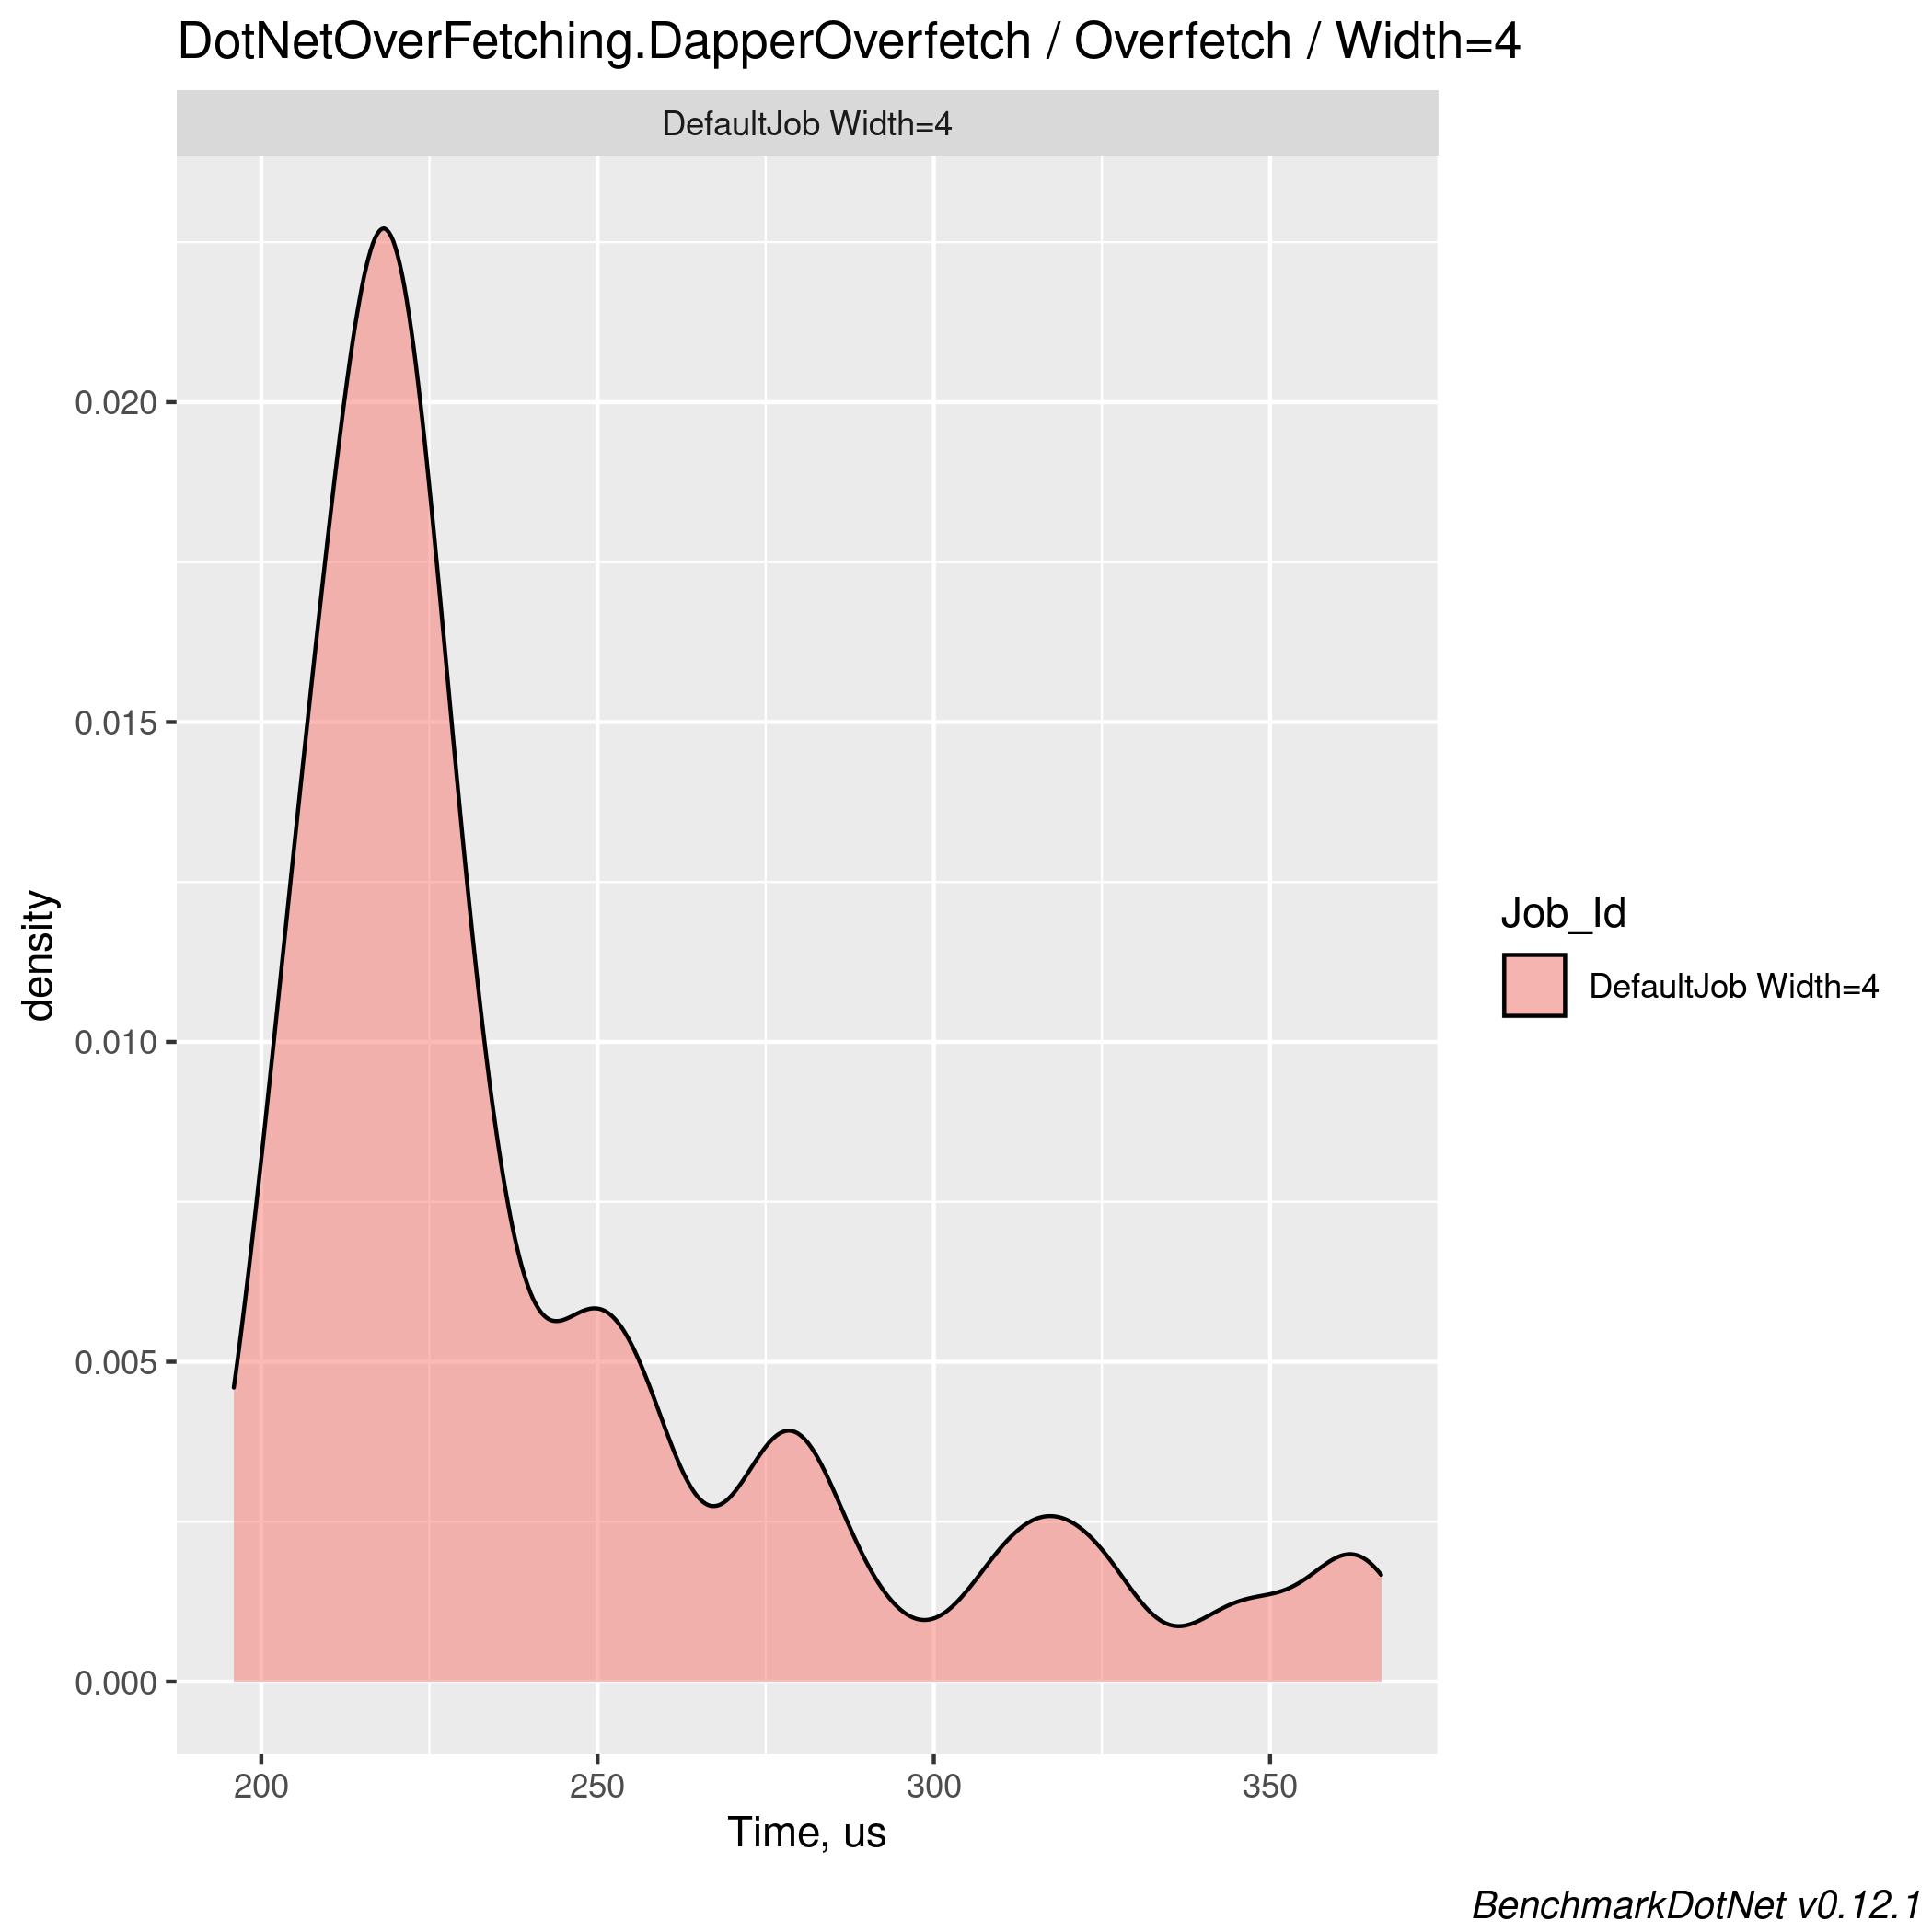 DotNetOverFetching.DapperOverfetch / Overfetch / Width=4
DefaultJob Width=4
density
0.020
0.015
0.010
0.005
0.000
200
250
300
350
Time, us
Job_Id
DefaultJob Width=4
BenchmarkDotNet v0.12.1